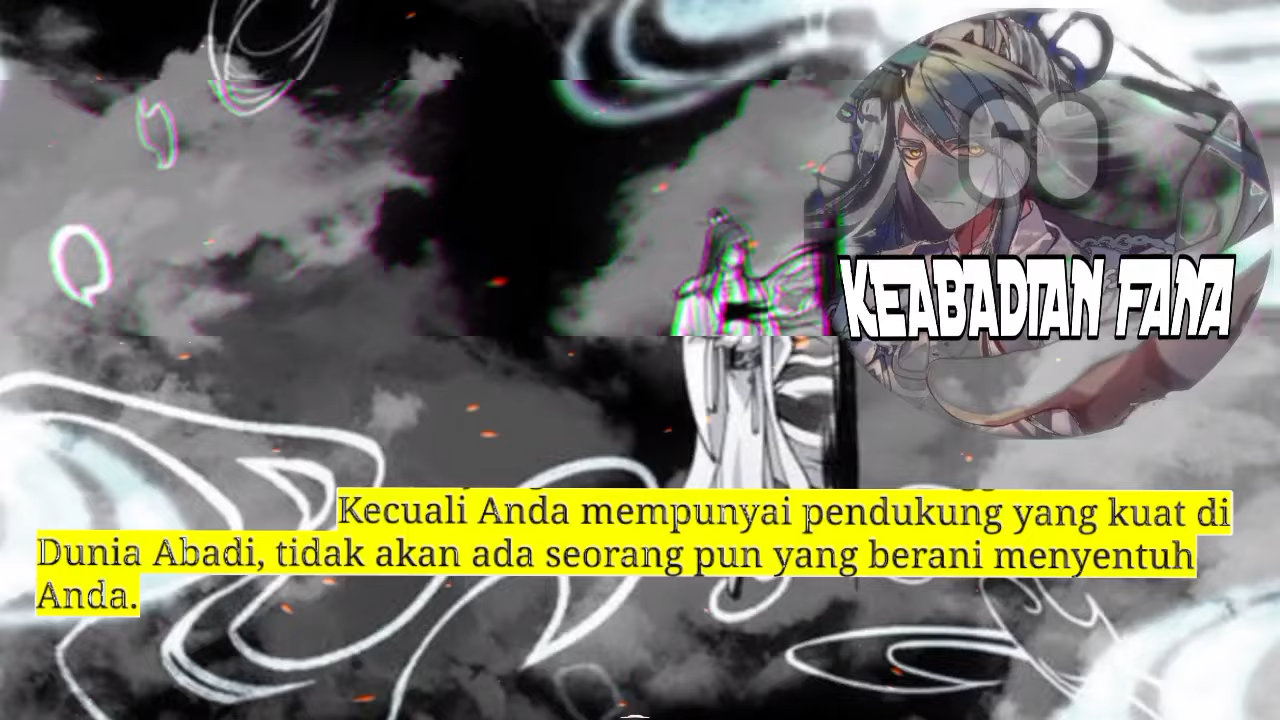 KEABADIAN FANA
Kecuali Anda mempunyai pendukung yang kuat di
Dunia Abadi, tidak akan ada seorang pun yang berani menyentuh
Anda.